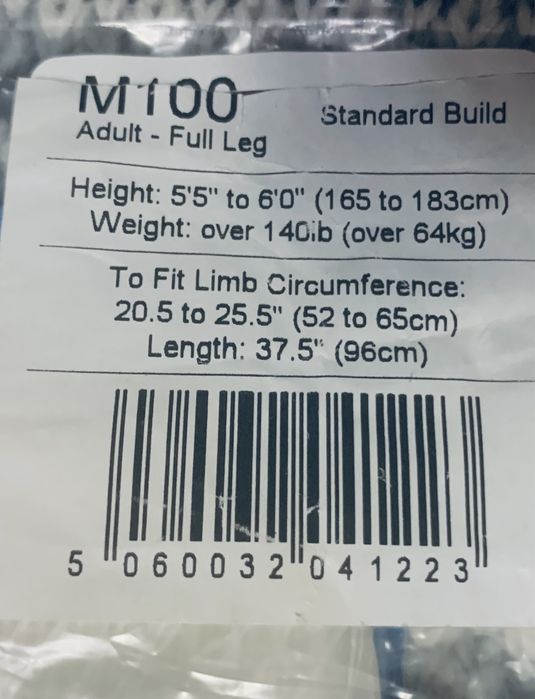 M100
Standard Build
Adult - Full Leg
Height: 5'5" to 6'0" (165 to 183cm)
Weight: over 140lb (over 64kg)
To Fit Limb Circumference:
20.5 to 25.5" (52 to 65cm)
Length: 37.5" (96cm)
5 060032 041223